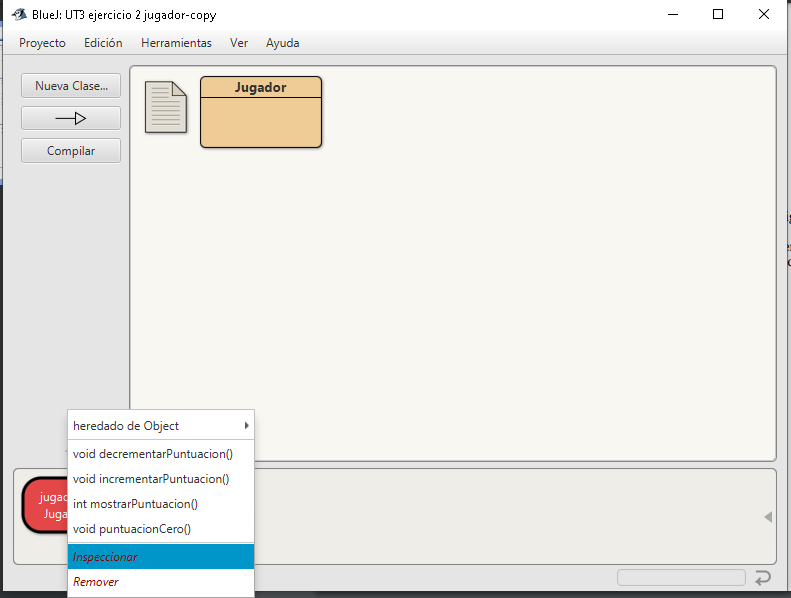 BlueJ: UT3 ejercicio 2 jugador-copy
Proyecto Edición Herramientas Ver Ayuda
Nueva Clase...
Compilar
Jugador
heredado de Object
void decrementarPuntuacion()
void incrementarPuntuacion()
int mostrarPuntuacion()
void puntuacionCero()
Inspeccionar
Remover
jugad
Juga